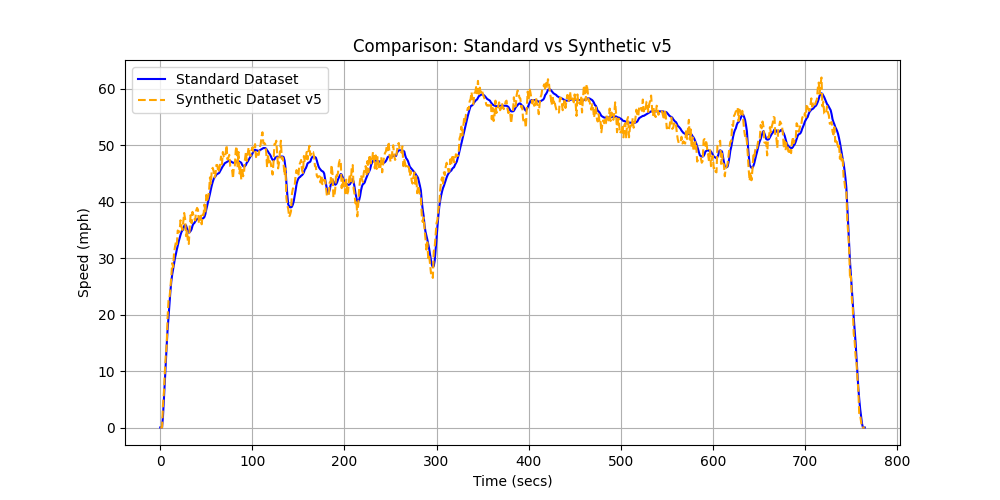 Comparison: Standard vs Synthetic v5
Standard Dataset
Synthetic Dataset v5
60
50
40
30
20
10
0
Speed (mph)
0 100 200 300 400 500 600 700 800
Time (secs)